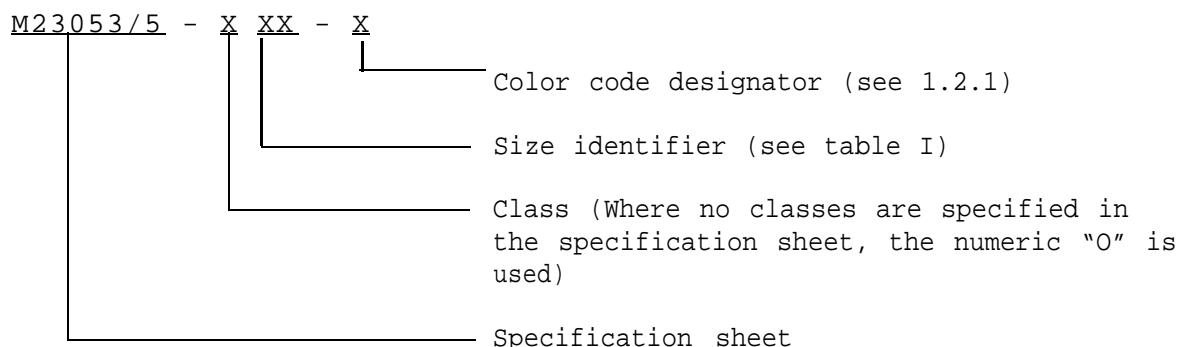 M23053/5 - X XX - X
Color code designator (see 1.2.1)
Size identifier (see table I)
Class (Where no classes are specified in
the specification sheet, the numeric “O” is
used)
Specification sheet